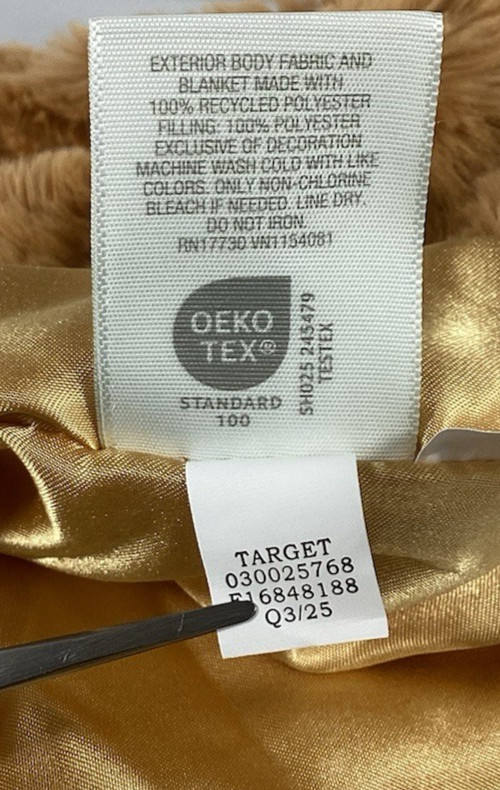 EXTERIOR BODY FABRIC AND
BLANKET MADE WITH
100% RECYCLED POLYESTER
FILLING: 100% POLYESTER
EXCLUSIVE OF DECORATION
MACHINE WASH COLD WITH LIKE
COLORS. ONLY NON-CHLORINE
BLEACH IF NEEDED. LINE DRY.
DO NOT IRON.
RN17730 VN1154081
OEKO
TEX®
STANDARD
100
SH025 245479
TESTEX
TARGET
030025768
E16848188
Q3/25